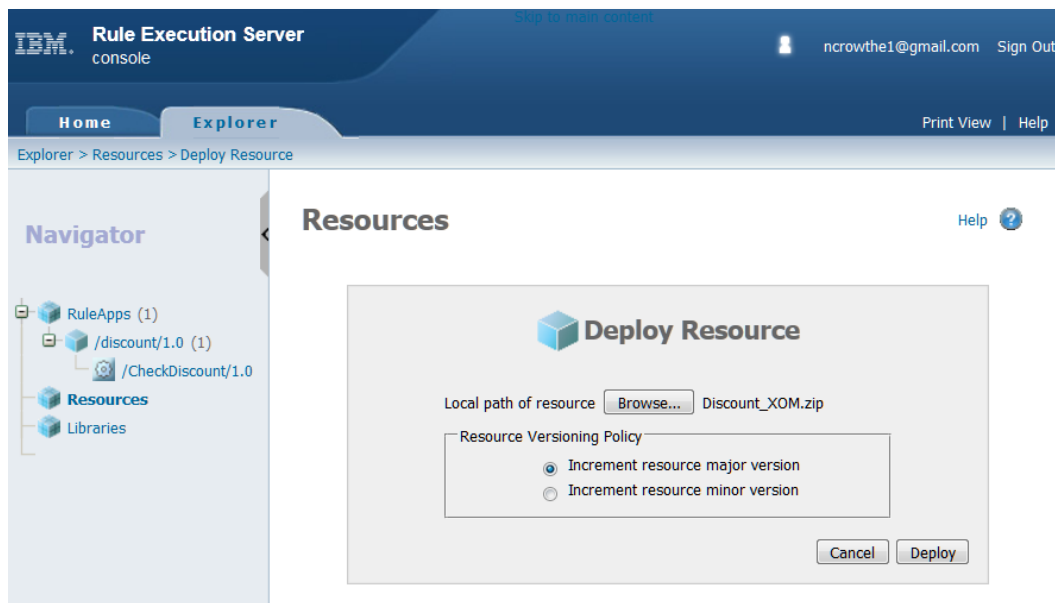 Skip to main content
IBM.
Rule Execution Server
console
ncrowthe1@gmail.com Sign Out
Home Explorer
Print View | Help
Explorer > Resources > Deploy Resource
Navigator
Resources
Help ?
RuleApps (1)
/discount/1.0 (1)
/CheckDiscount/1.0
Resources
Libraries
Deploy Resource
Local path of resource Browse... Discount_XOM.zip
Resource Versioning Policy
Increment resource major version
Increment resource minor version
Cancel Deploy